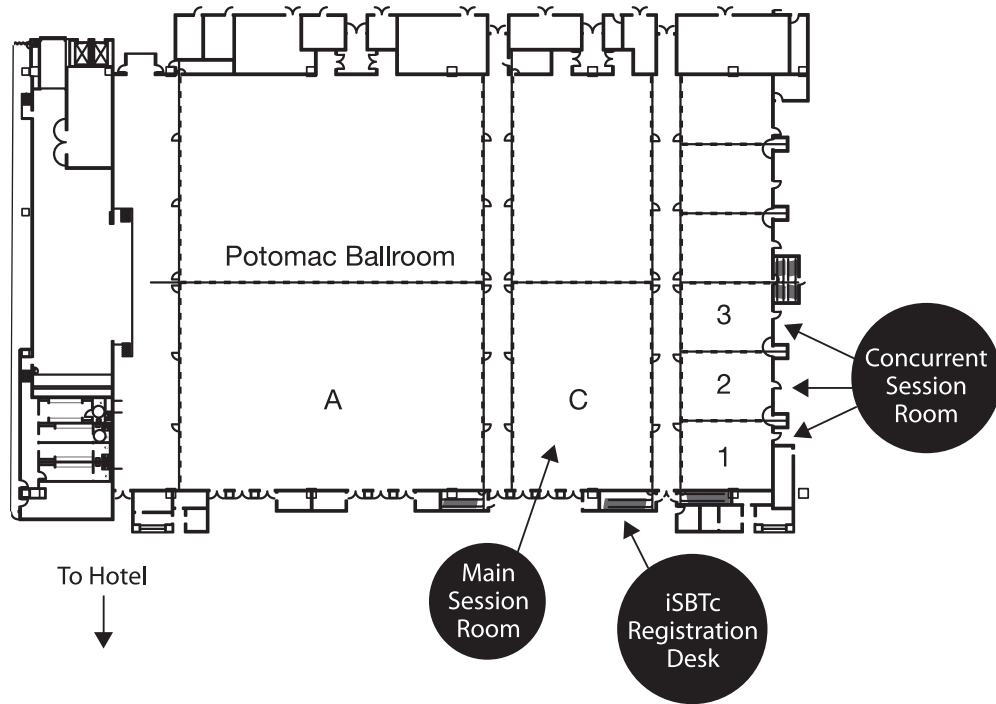 Potomac Ballroom
3
2
1
A
C
Concurrent
Session
Room
To Hotel
Main
Session
Room
iSBTc
Registration
Desk